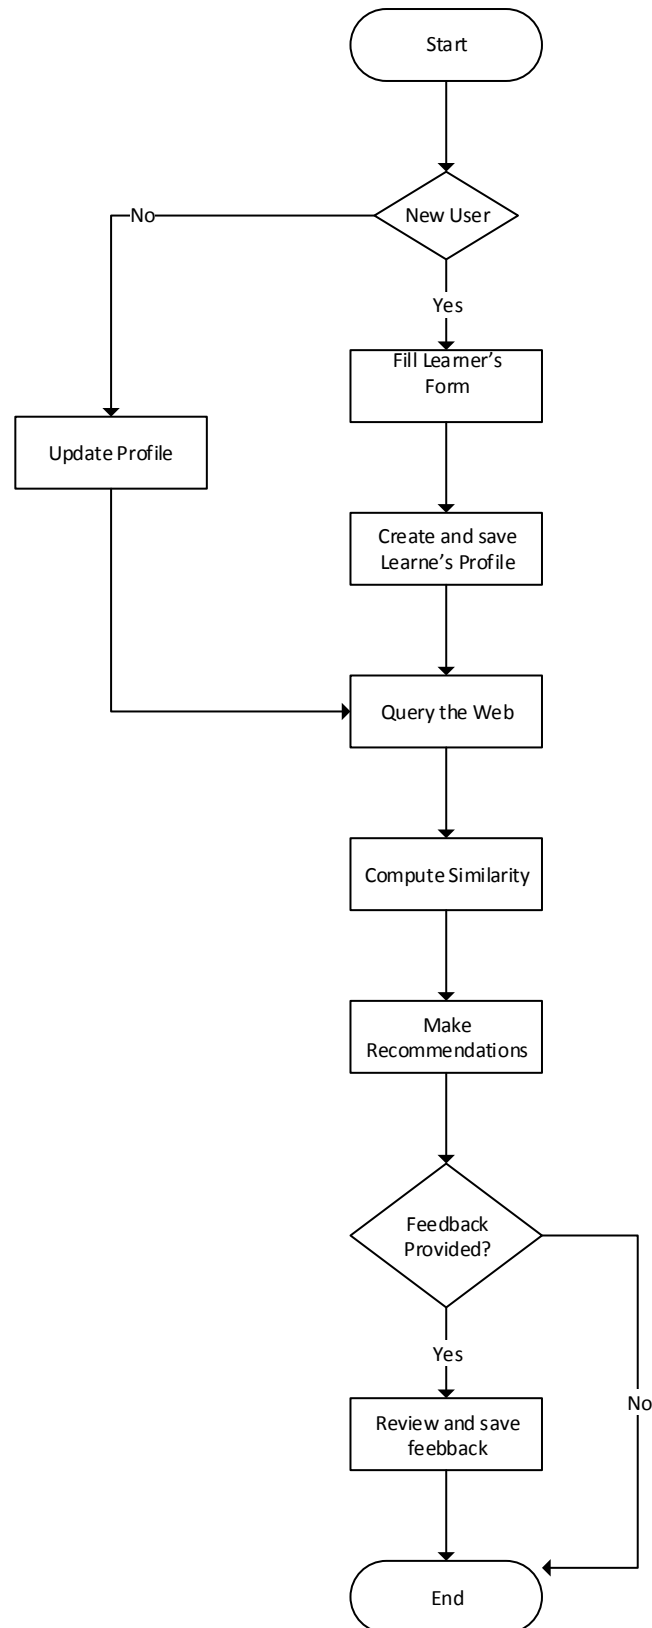 Start
New User
No
Yes
Fill Learner’s
Form
Update Profile
Create and save
Learne’s Profile
Query the Web
Compute Similarity
Make
Recommendations
Feedback
Provided?
Yes
No
Review and save
feebback
End